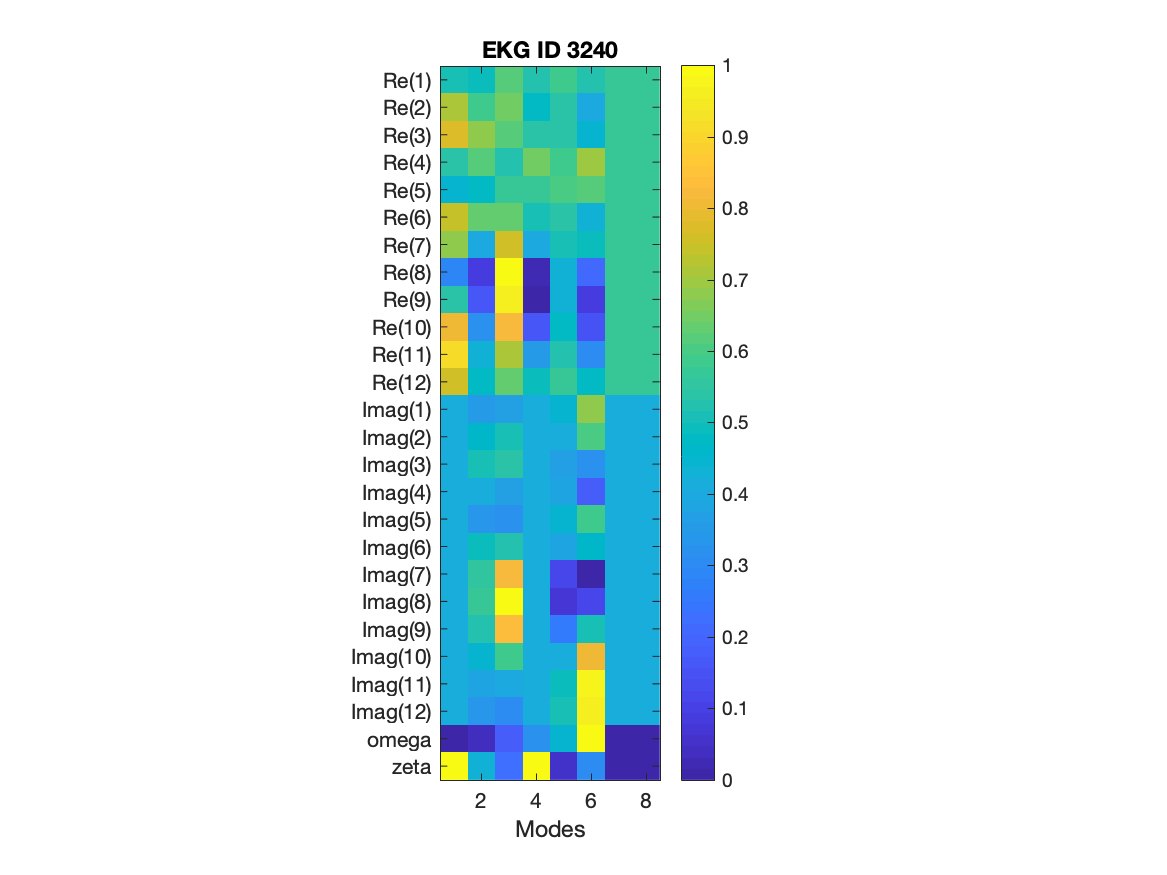 EKG ID 3240
Re(1)
Re(2)
Re(3)
Re(4)
Re(5)
Re(6)
Re(7)
Re(8)
Re(9)
Re(10)
Re(11)
Re(12)
Imag(1)
Imag(2)
Imag(3)
Imag(4)
Imag(5)
Imag(6)
Imag(7)
Imag(8)
Imag(9)
Imag(10)
Imag(11)
Imag(12)
omega
zeta
2 4 6 8
Modes
1
0.9
0.8
0.7
0.6
0.5
0.4
0.3
0.2
0.1
0